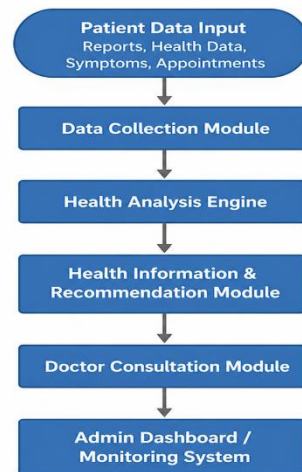 Patient Data Input
Reports, Health Data,
Symptoms, Appointments
Data Collection Module
Health Analysis Engine
Health Information &
Recommendation Module
Doctor Consultation Module
Admin Dashboard /
Monitoring System